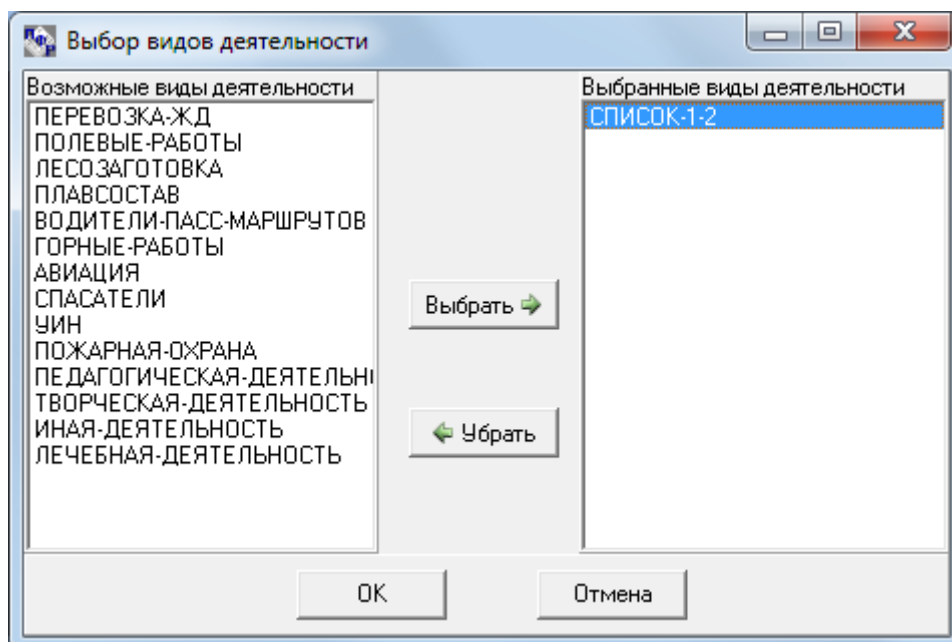 Выбор видов деятельности
Возможные виды деятельности
ПЕРЕВОЗКА-ЖД
ПОЛЕВЫЕ-РАБОТЫ
ЛЕСОЗАГОТОВКА
ПЛАВСОСТАВ
ВОДИТЕЛИ-ПАСС-МАРШРУТОВ
ГОРНЫЕ-РАБОТЫ
АВИАЦИЯ
СПАСАТЕЛИ
УИН
ПОЖАРНАЯ-ОХРАНА
ПЕДАГОГИЧЕСКАЯ-ДЕЯТЕЛЬН
ТВОРЧЕСКАЯ-ДЕЯТЕЛЬНОСТЬ
ИНАЯ-ДЕЯТЕЛЬНОСТЬ
ЛЕЧЕБНАЯ-ДЕЯТЕЛЬНОСТЬ
Выбрать
Убрать
Выбранные виды деятельности
СПИСОК-1-2
OK
Отмена